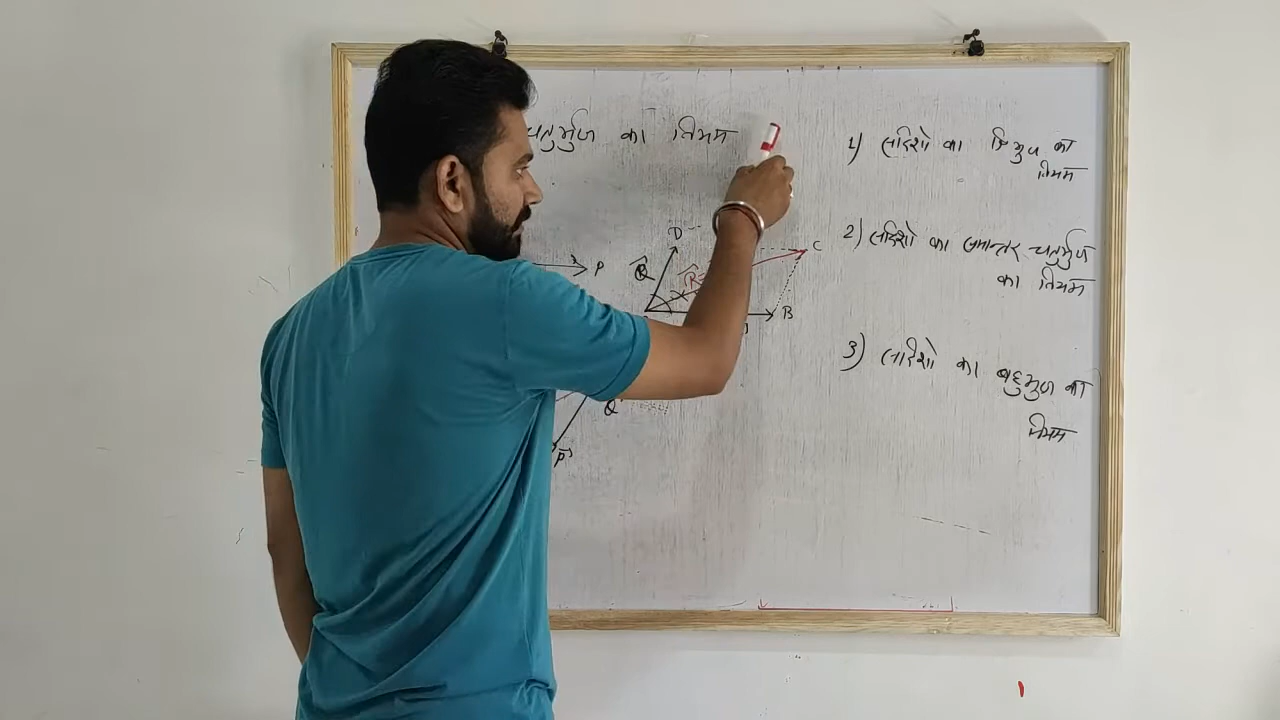 चतुर्भुज का नियम
D
C
Q
R
B
P
Q
P
1) सदिशो का त्रिभुज का
नियम
2) सदिशो का समान्तर चतुर्भुज
का नियम
3) सदिशो का बहुभुज का
नियम